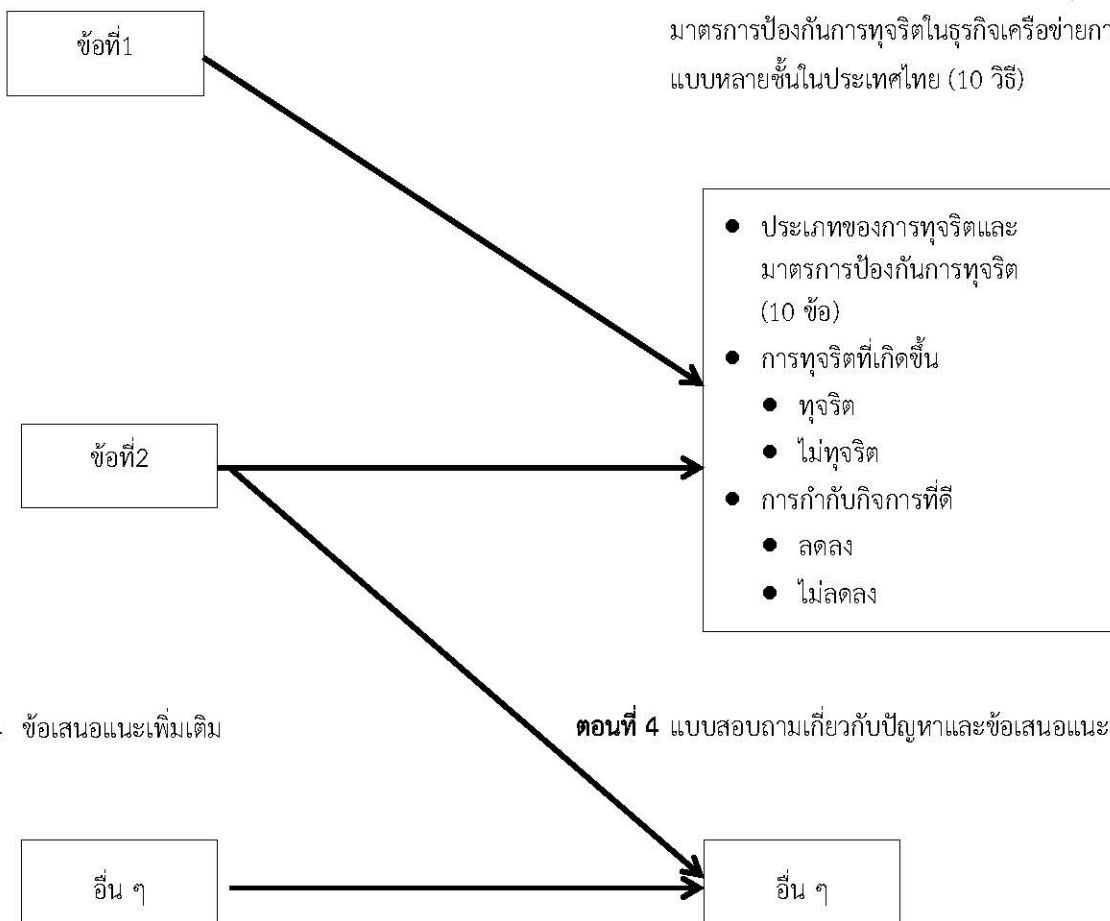 ข้อที่1
มาตรการป้องกันการทุจริตในธุรกิจเครือข่าย
แบบหลายชั้นในประเทศไทย (10 วิธี)
● ประเภทของการทุจริตและ
มาตรการป้องกันการทุจริต
(10 ข้อ)
● การทุจริตที่เกิดขึ้น
● ทุจริต
● ไม่ทุจริต
● การกำกับกิจการที่ดี
● ลดลง
● ไม่ลดลง
ข้อที่2
ข้อเสนอแนะเพิ่มเติม
ตอนที่ 4 แบบสอบถามเกี่ยวกับปัญหาและข้อเสนอแนะ
อื่น ๆ
อื่น ๆ